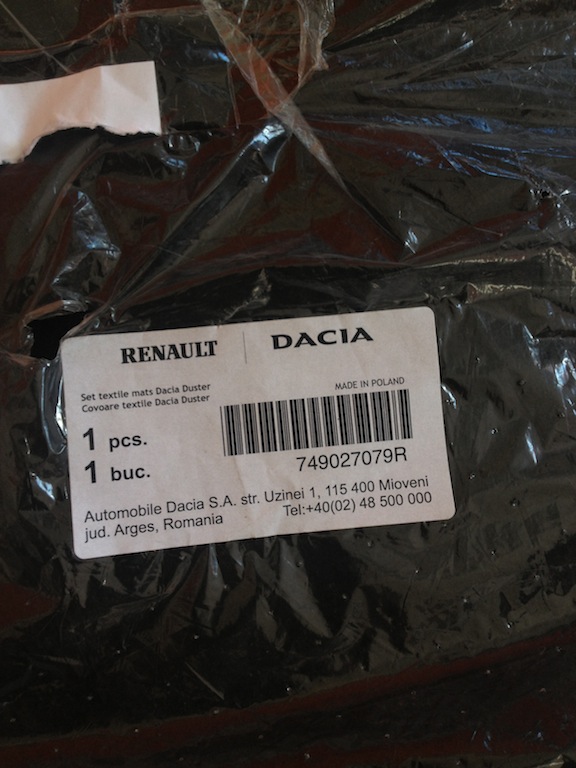 RENAULT DACIA
Set textile mats Dacia Duster
Covoare textile Dacia Duster
MADE IN POLAND
1 pcs.
1 buc.
749027079R
Automobile Dacia S.A. str. Uzinei 1, 115 400 Mioveni
jud. Arges, Romania Tel:+40(02) 48 500 000